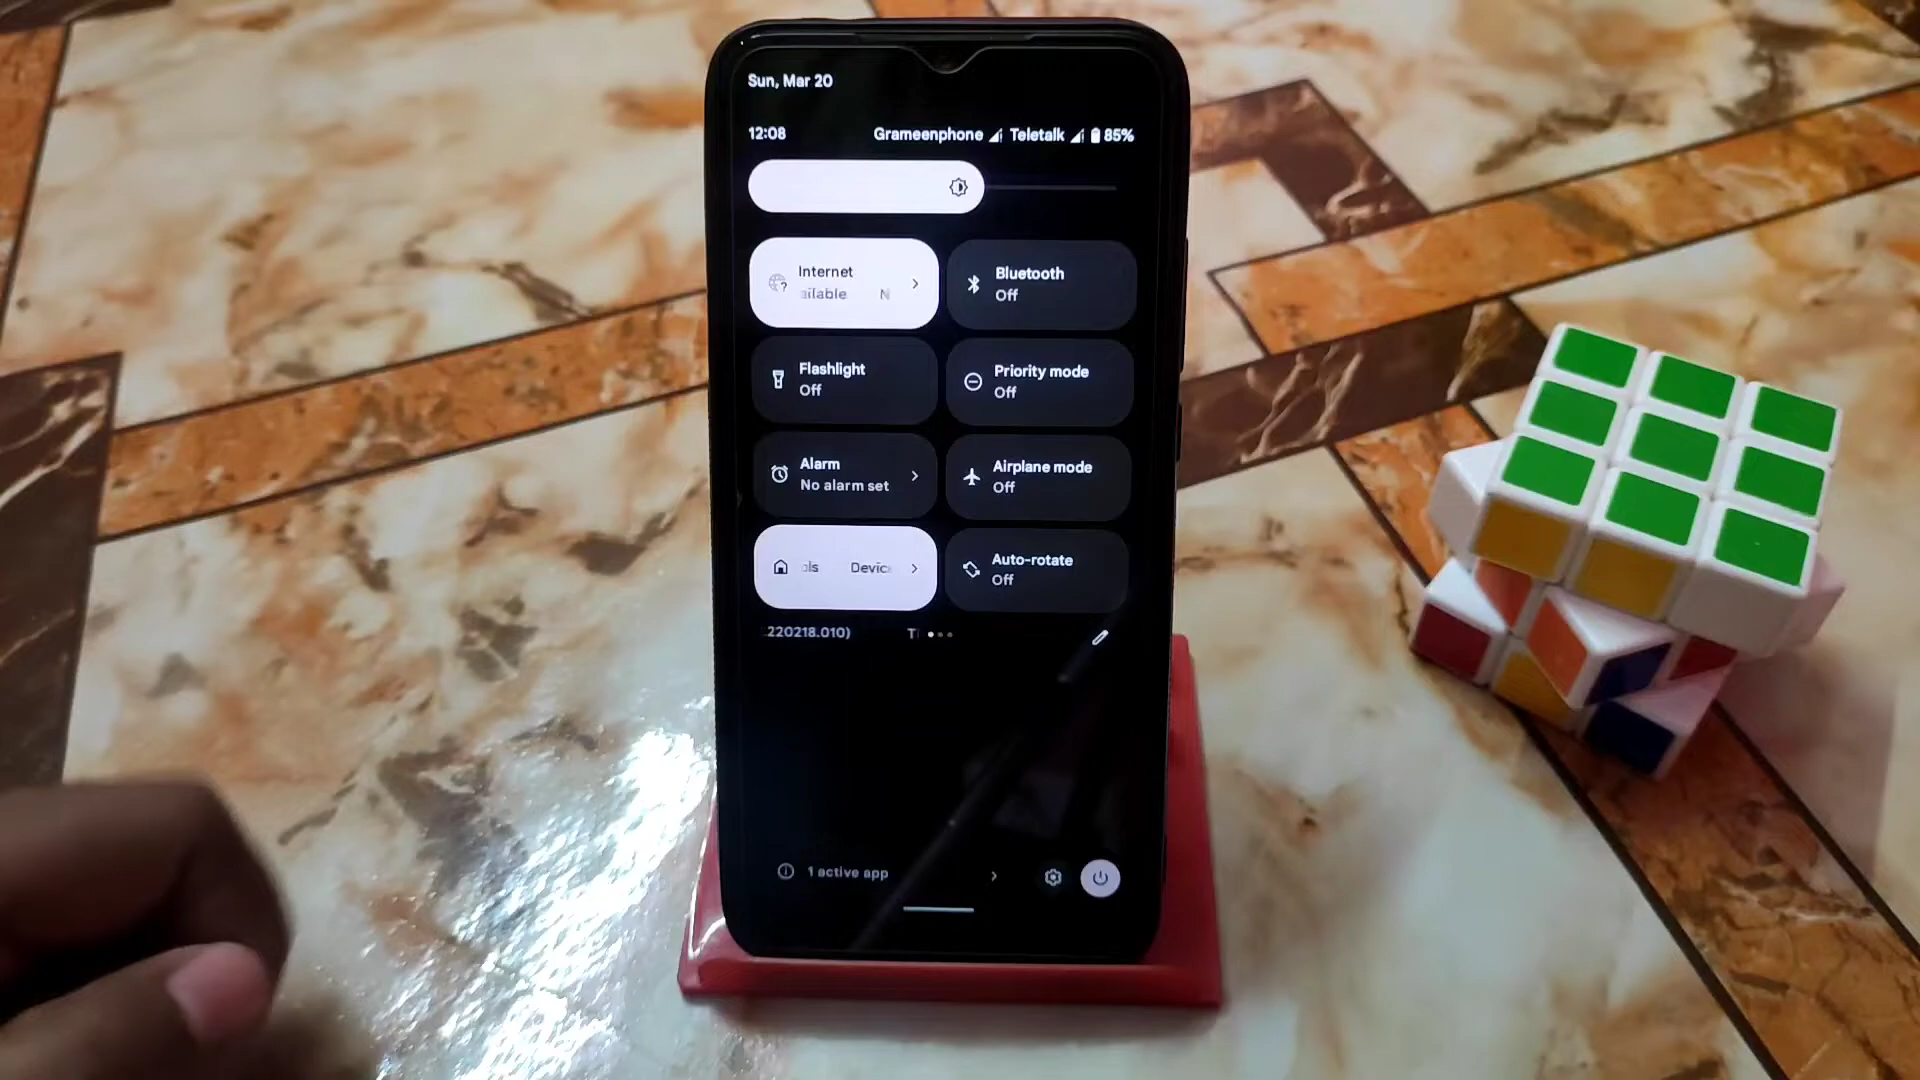 Sun, Mar 20
12:08 Grameenphone Teletalk 85%
Internet
ailable N
Bluetooth
Off
Flashlight
Off
Priority mode
Off
Alarm
No alarm set
Airplane mode
Off
Devic
Auto-rotate
Off
220218.010) T
1 active app